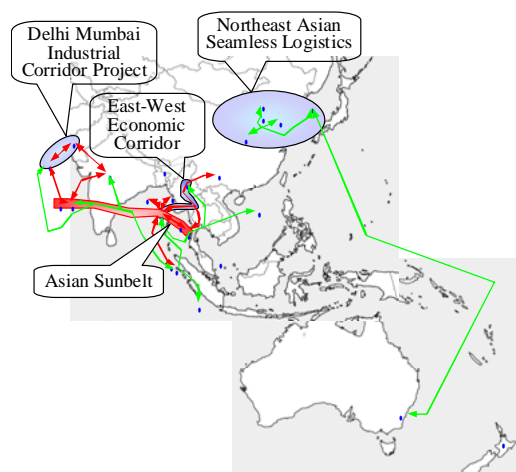 Delhi Mumbai
Industrial
Corridor Project
Northeast Asian
Seamless Logistics
East-West
Economic
Corridor
Asian Sunbelt